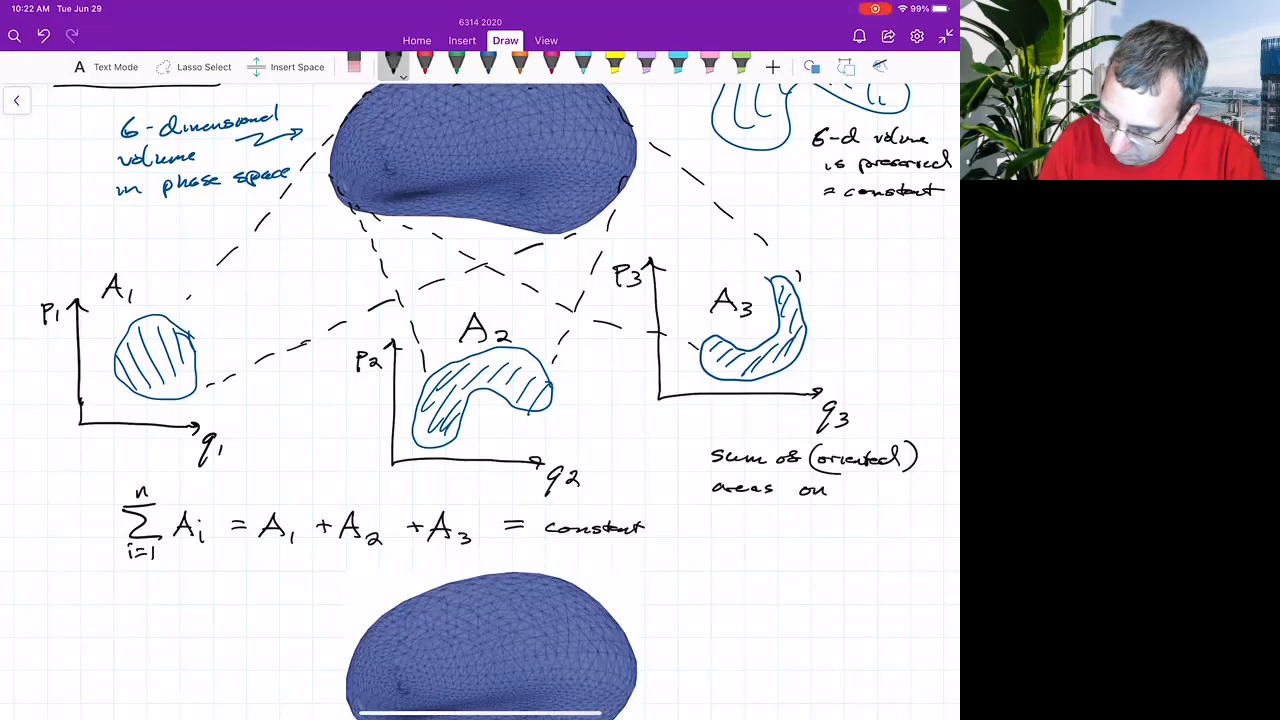 10:22 AM Tue Jun 29
99%
6314 2020
Home Insert Draw View
A Text Mode Lasso Select Insert Space
6-dimensional
volume
in phase space
6-d volume
is preserved
= constant
A1
p1
q1
A2
p2
q2
A3
p3
q3
sum of (oriented)
areas on
n
∑ Ai = A1 + A2 + A3 = constant
i=1